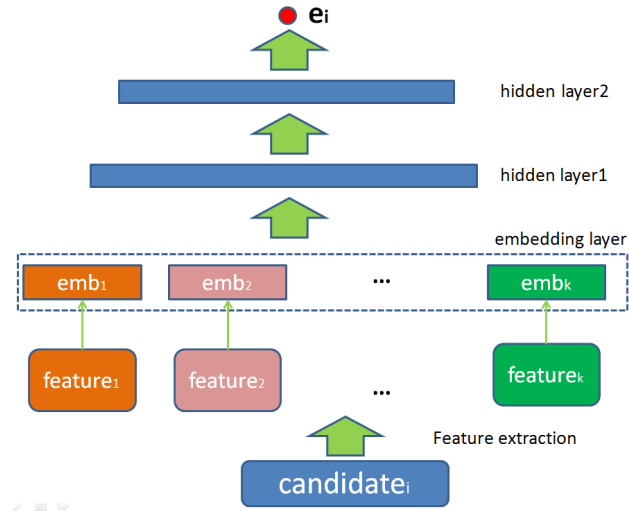 ei
hidden layer2
hidden layer1
embedding layer
emb1 emb2 ... embk
feature1 feature2 ... featurek
Feature extraction
candidatei